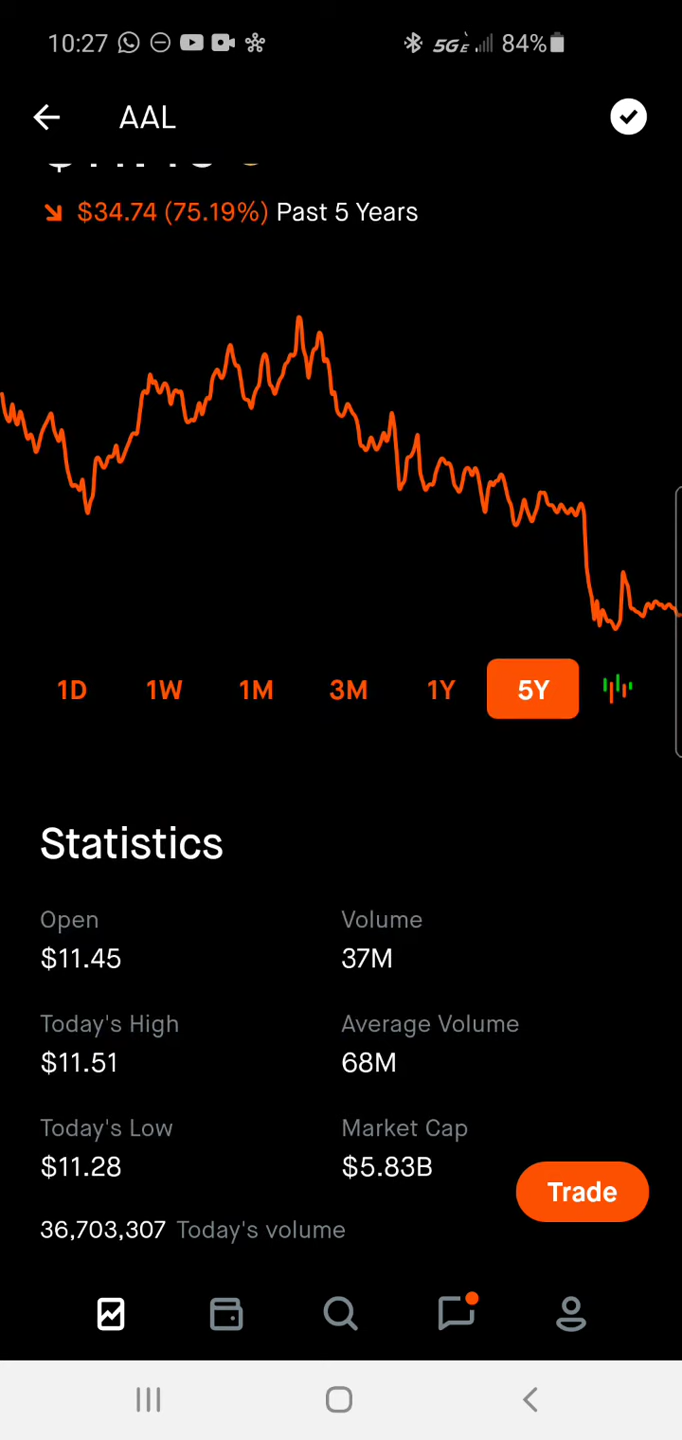 10:27 5GE 84%
AAL
$34.74 (75.19%) Past 5 Years
1D 1W 1M 3M 1Y 5Y
Statistics
Open Volume
$11.45 37M
Today's High Average Volume
$11.51 68M
Today's Low Market Cap
$11.28 $5.83B
Trade
36,703,307 Today's volume